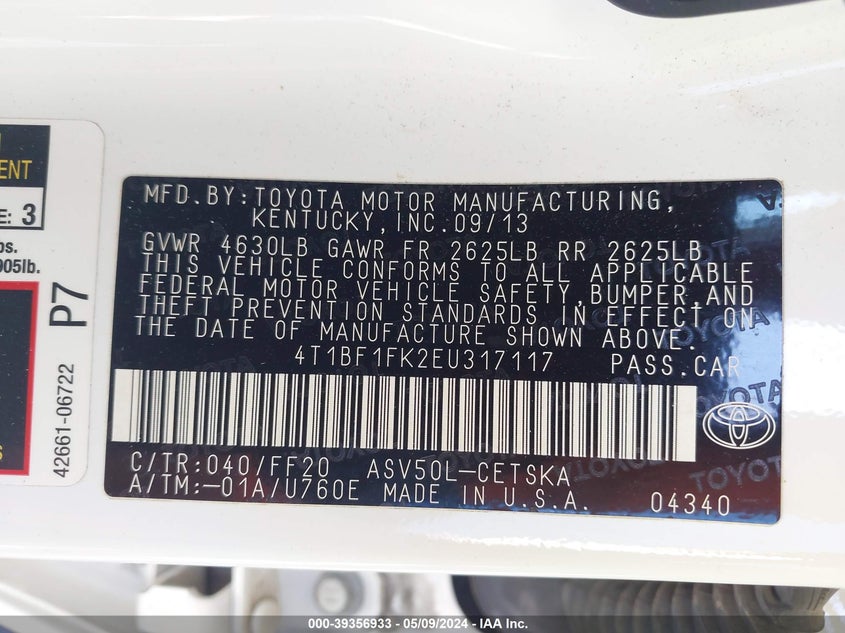 ENT
E: 3
905lb.
P7
42661-06722
MFD.BY:TOYOTA MOTOR MANUFACTURING,
KENTUCKY,INC.09/13
GVWR 4630LB GAWR FR 2625LB RR 2625LB
THIS VEHICLE CONFORMS TO ALL APPLICABLE
FEDERAL MOTOR VEHICLE SAFETY,BUMPER,AND
THEFT PREVENTION STANDARDS IN EFFECT ON
THE DATE OF MANUFACTURE SHOWN ABOVE.
4T1BF1FK2EU317117 PASS.CAR
C/TR:040/FF20 ASV50L-CETSKA
A/TM:-01A/U760E MADE IN U.S.A. 04340
000-39356933 - 05/09/2024 - IAAI.COM